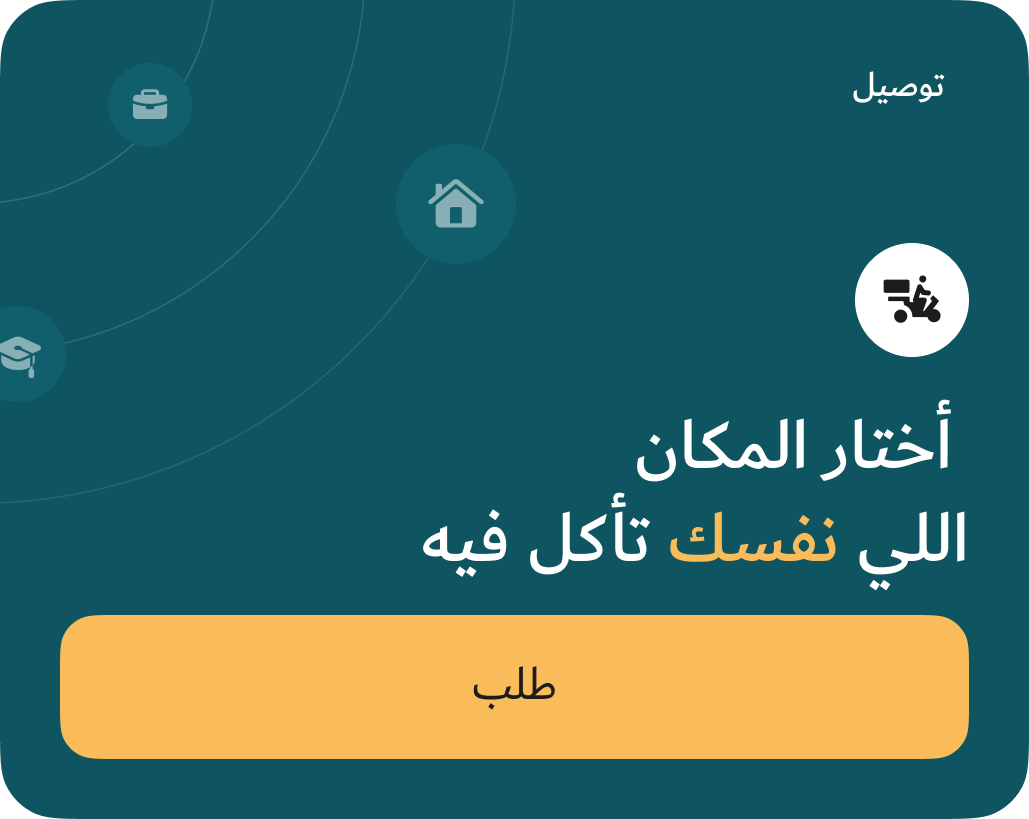 توصيل
أختار المكان
اللي نفسك تأكل فيه
طلب